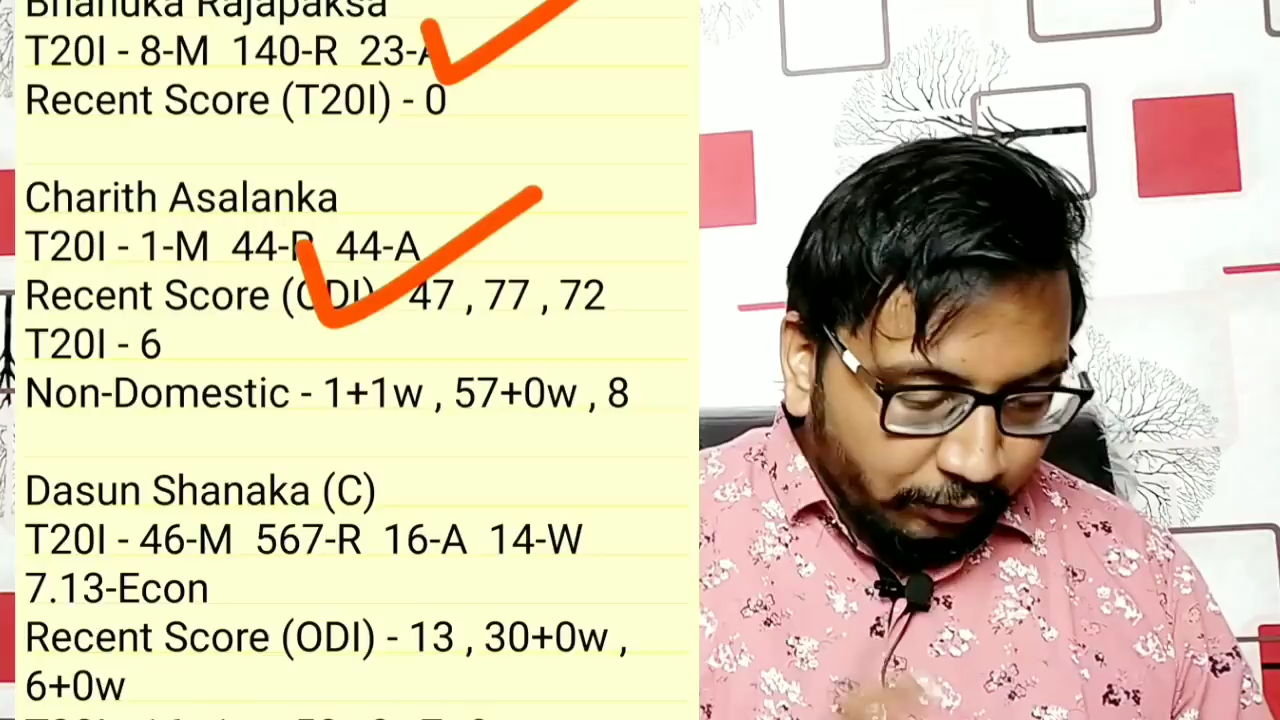 Bhanuka Rajapaksa
T20I - 8-M 140-R 23-A
Recent Score (T20I) - 0
Charith Asalanka
T20I - 1-M 44-R 44-A
Recent Score (ODI) - 47 , 77 , 72
T20I - 6
Non-Domestic - 1+1w , 57+0w , 8
Dasun Shanaka (C)
T20I - 46-M 567-R 16-A 14-W
7.13-Econ
Recent Score (ODI) - 13 , 30+0w ,
6+0w